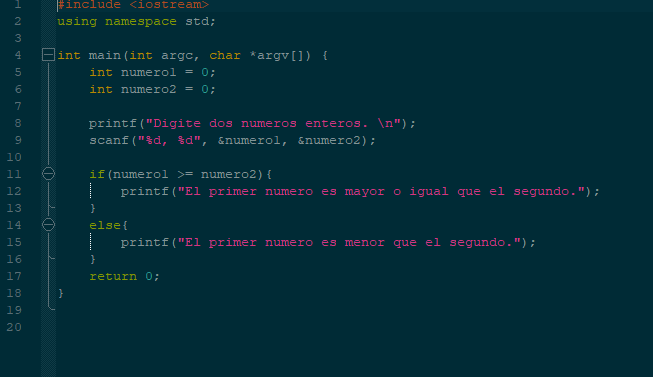 1 #include <iostream>
2 using namespace std;
3
4 int main(int argc, char *argv[]) {
5 int numero1 = 0;
6 int numero2 = 0;
7
8 printf("Digite dos numeros enteros. \n");
9 scanf("%d, %d", &numero1, &numero2);
10
11 if(numero1 >= numero2){
12 printf("El primer numero es mayor o igual que el segundo.");
13 }
14 else{
15 printf("El primer numero es menor que el segundo.");
16 }
17 return 0;
18 }
19
20